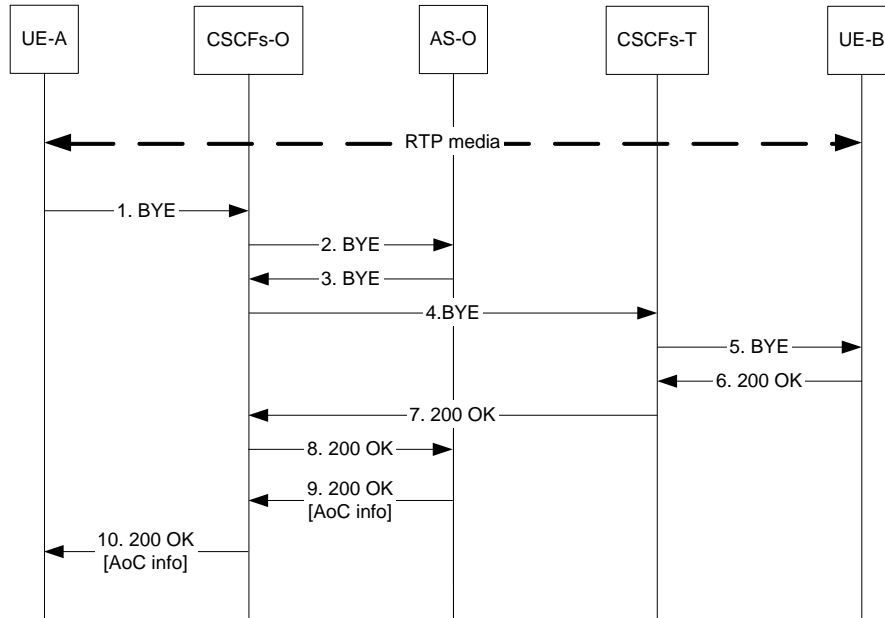 UE-A
CSCFs-O
AS-O
CSCFs-T
UE-B
RTP media
1. BYE
2. BYE
3. BYE
4.BYE
5. BYE
6. 200 OK
7. 200 OK
8. 200 OK
9. 200 OK
[AoC info]
10. 200 OK
[AoC info]